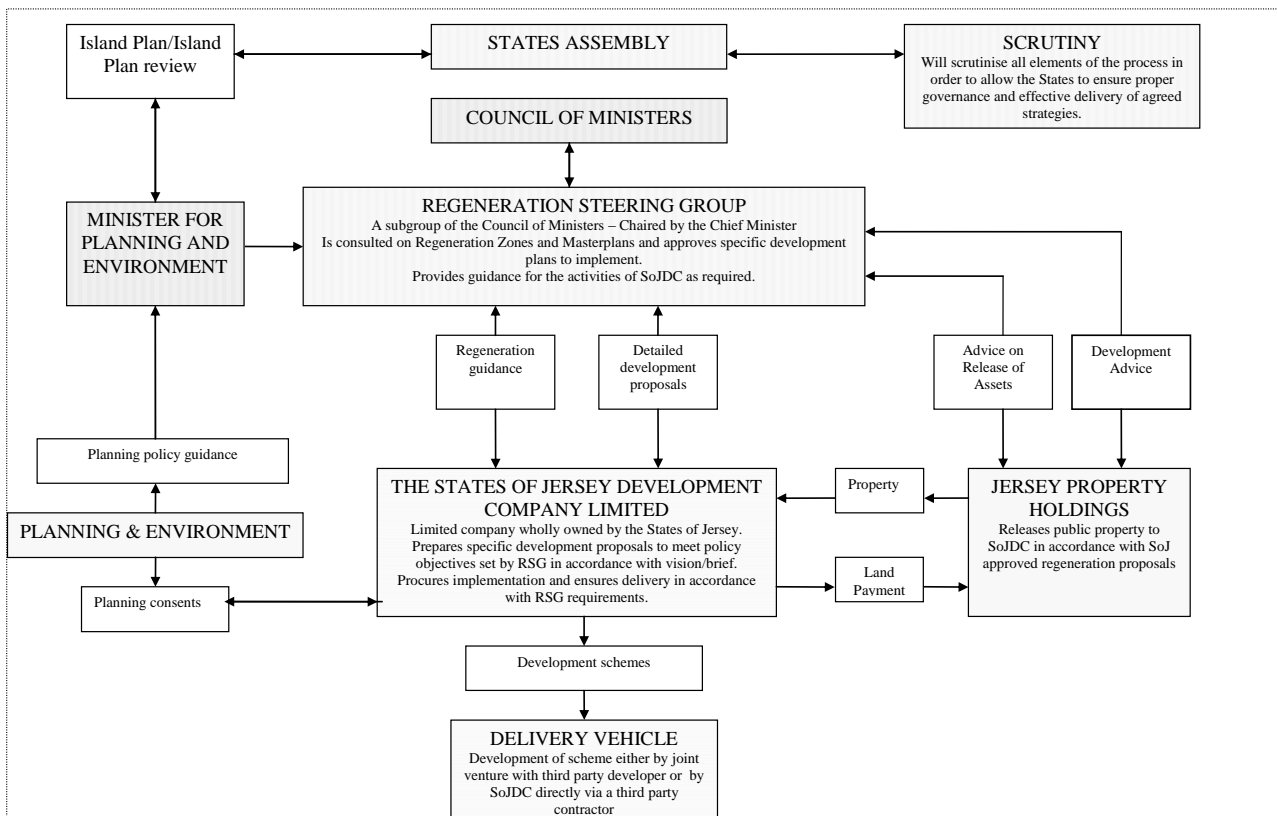 Island Plan/Island
Plan review
STATES ASSEMBLY
SCRUTINY
Will scrutinise all elements of the process in
order to allow the States to ensure proper
governance and effective delivery of agreed
strategies.
COUNCIL OF MINISTERS
MINISTER FOR
PLANNING AND
ENVIRONMENT
REGENERATION STEERING GROUP
A subgroup of the Council of Ministers – Chaired by the Chief Minister
Is consulted on Regeneration Zones and Masterplans and approves specific development
plans to implement.
Provides guidance for the activities of SoJDC as required.
Regeneration
guidance
Detailed
development
proposals
Advice on
Release of
Assets
Development
Advice
Planning policy guidance
PLANNING & ENVIRONMENT
Planning consents
THE STATES OF JERSEY DEVELOPMENT
COMPANY LIMITED
Limited company wholly owned by the States of Jersey.
Prepares specific development proposals to meet policy
objectives set by RSG in accordance with vision/brief.
Procures implementation and ensures delivery in accordance
with RSG requirements.
Property
Land
Payment
JERSEY PROPERTY
HOLDINGS
Releases public property to
SoJDC in accordance with SoJ
approved regeneration proposals
Development schemes
DELIVERY VEHICLE
Development of scheme either by joint
venture with third party developer or by
SoJDC directly via a third party
contractor